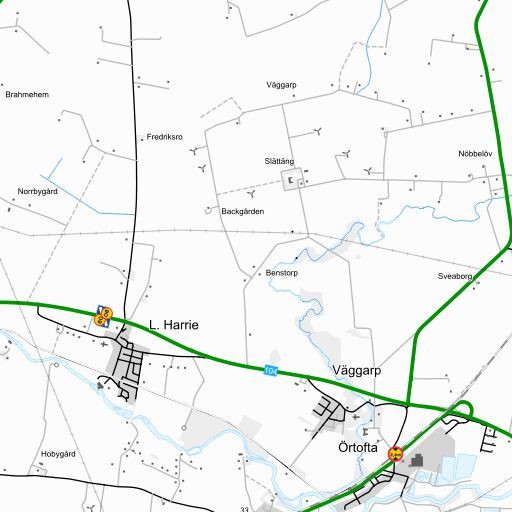 Väggarp
Brahmehem
Fredriksro
Nöbbelöv
Slättäng
Norrbygård
Backgården
Benstorp
Sveaborg
L. Harrie
104
Väggarp
Örtofta
Hobygård
33